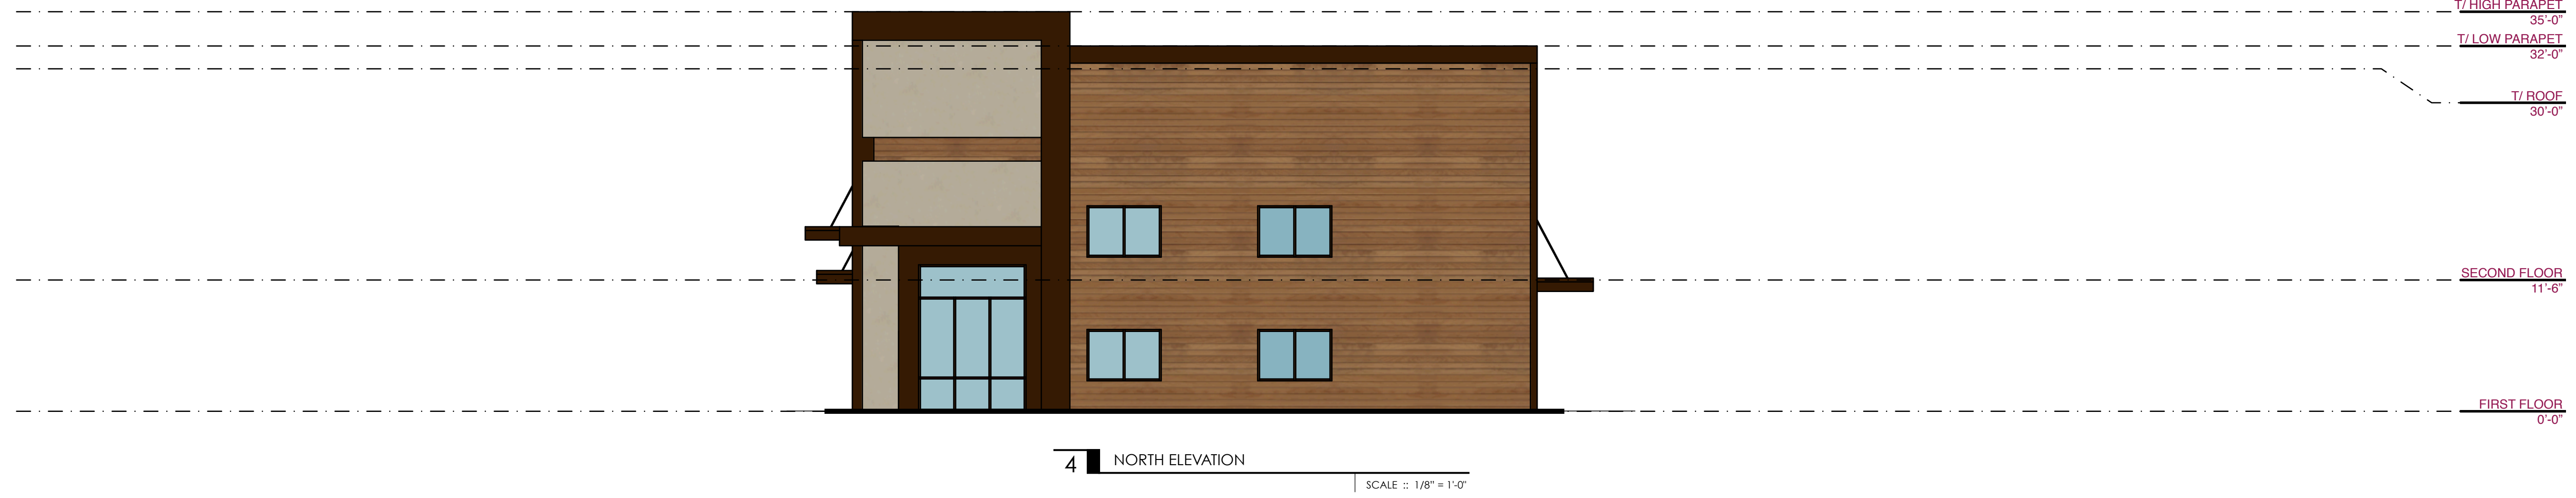 T/ HIGH PARAPET
35'-0"
T/ LOW PARAPET
32'-0"
T/ ROOF
30'-0"
SECOND FLOOR
11'-6"
FIRST FLOOR
0'-0"
4 NORTH ELEVATION
SCALE :: 1/8" = 1'-0"